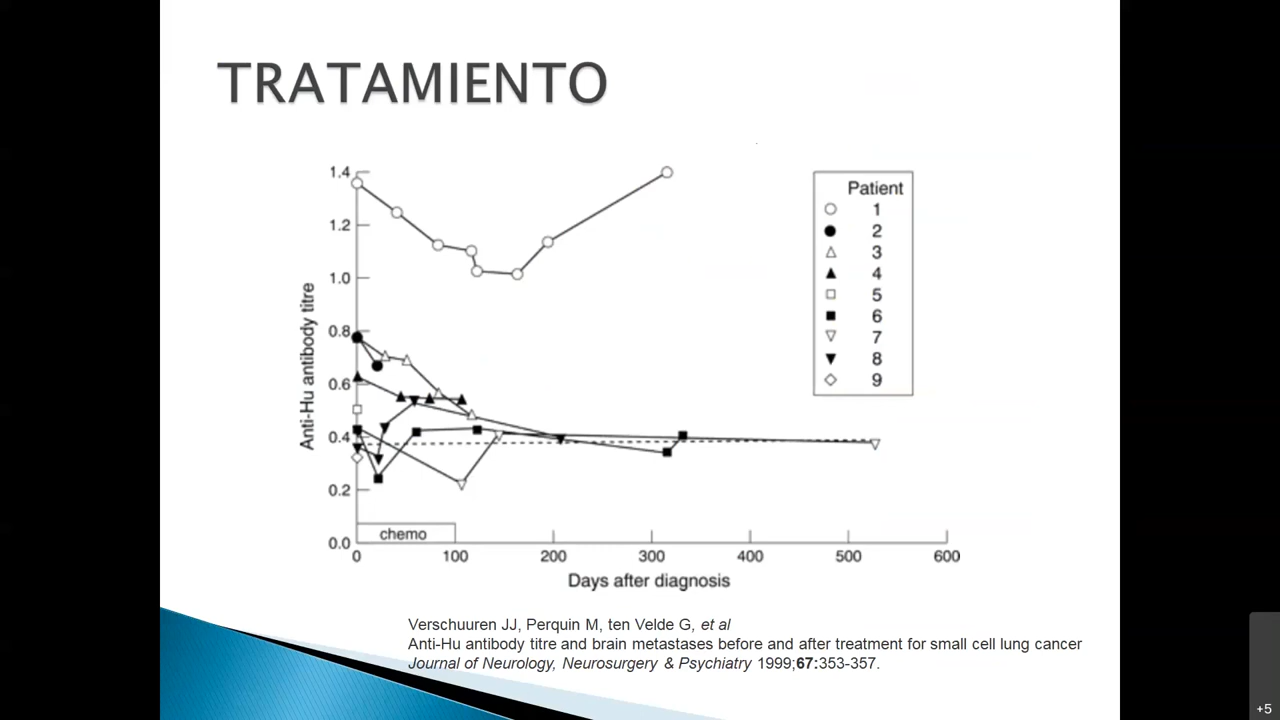 TRATAMIENTO
1.4
1.2
1.0
0.8
0.6
0.4
0.2
0.0
Anti-Hu antibody titre
Patient
1
2
3
4
5
6
7
8
9
chemo
0 100 200 300 400 500 600
Days after diagnosis
Verschuuren JJ, Perquin M, ten Velde G, et al
Anti-Hu antibody titre and brain metastases before and after treatment for small cell lung cancer
Journal of Neurology, Neurosurgery & Psychiatry 1999;67:353-357.
+5